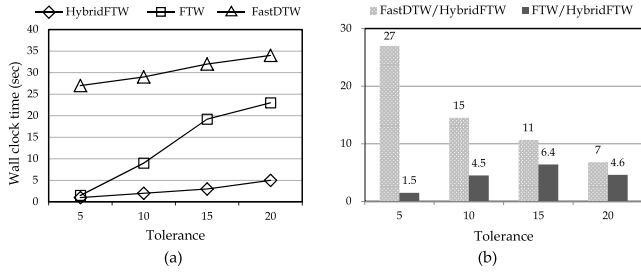 HybridFTW FTW FastDTW
Wall clock time (sec)
40
35
30
25
20
15
10
5
0
5 10 15 20
Tolerance
(a)
FastDTW/HybridFTW FTW/HybridFTW
30
20
10
0
27
1.5
15
4.5
11
6.4
7
4.6
5 10 15 20
Tolerance
(b)